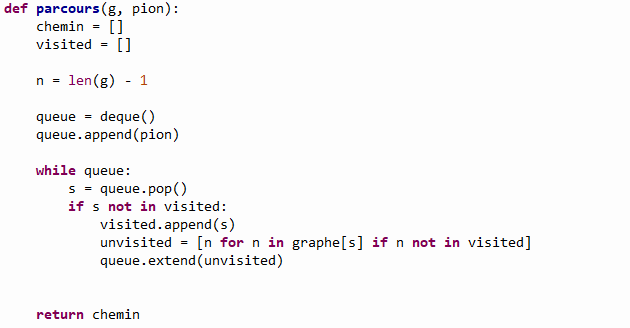 def parcours(g, pion):
    chemin = []
    visited = []
    n = len(g) - 1
    queue = deque()
    queue.append(pion)
    while queue:
        s = queue.pop()
        if s not in visited:
            visited.append(s)
            unvisited = [n for n in graphe[s] if n not in visited]
            queue.extend(unvisited)
    return chemin